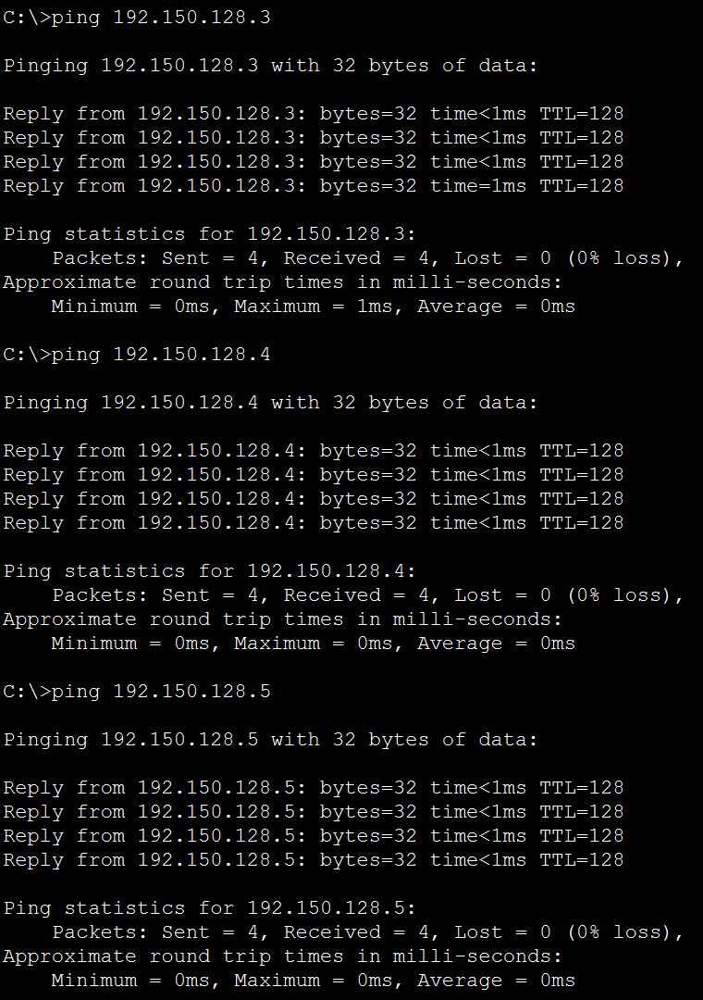 C:\>ping 192.150.128.3
Pinging 192.150.128.3 with 32 bytes of data:
Reply from 192.150.128.3: bytes=32 time<1ms TTL=128
Reply from 192.150.128.3: bytes=32 time<1ms TTL=128
Reply from 192.150.128.3: bytes=32 time<1ms TTL=128
Reply from 192.150.128.3: bytes=32 time=1ms TTL=128
Ping statistics for 192.150.128.3:
    Packets: Sent = 4, Received = 4, Lost = 0 (0% loss),
Approximate round trip times in milli-seconds:
    Minimum = 0ms, Maximum = 1ms, Average = 0ms
C:\>ping 192.150.128.4
Pinging 192.150.128.4 with 32 bytes of data:
Reply from 192.150.128.4: bytes=32 time<1ms TTL=128
Reply from 192.150.128.4: bytes=32 time<1ms TTL=128
Reply from 192.150.128.4: bytes=32 time<1ms TTL=128
Reply from 192.150.128.4: bytes=32 time<1ms TTL=128
Ping statistics for 192.150.128.4:
    Packets: Sent = 4, Received = 4, Lost = 0 (0% loss),
Approximate round trip times in milli-seconds:
    Minimum = 0ms, Maximum = 0ms, Average = 0ms
C:\>ping 192.150.128.5
Pinging 192.150.128.5 with 32 bytes of data:
Reply from 192.150.128.5: bytes=32 time<1ms TTL=128
Reply from 192.150.128.5: bytes=32 time<1ms TTL=128
Reply from 192.150.128.5: bytes=32 time<1ms TTL=128
Reply from 192.150.128.5: bytes=32 time<1ms TTL=128
Ping statistics for 192.150.128.5:
    Packets: Sent = 4, Received = 4, Lost = 0 (0% loss),
Approximate round trip times in milli-seconds:
    Minimum = 0ms, Maximum = 0ms, Average = 0ms